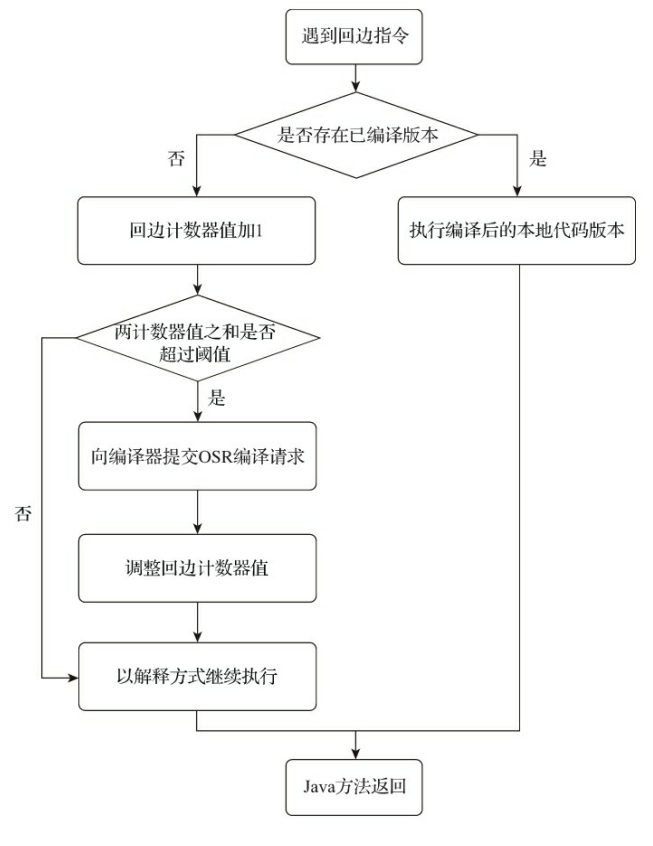 遇到回边指令
是否存在已编译版本
否
是
回边计数器值加1
执行编译后的本地代码版本
两计数器值之和是否
超过阈值
是
向编译器提交OSR编译请求
否
调整回边计数器值
以解释方式继续执行
Java方法返回